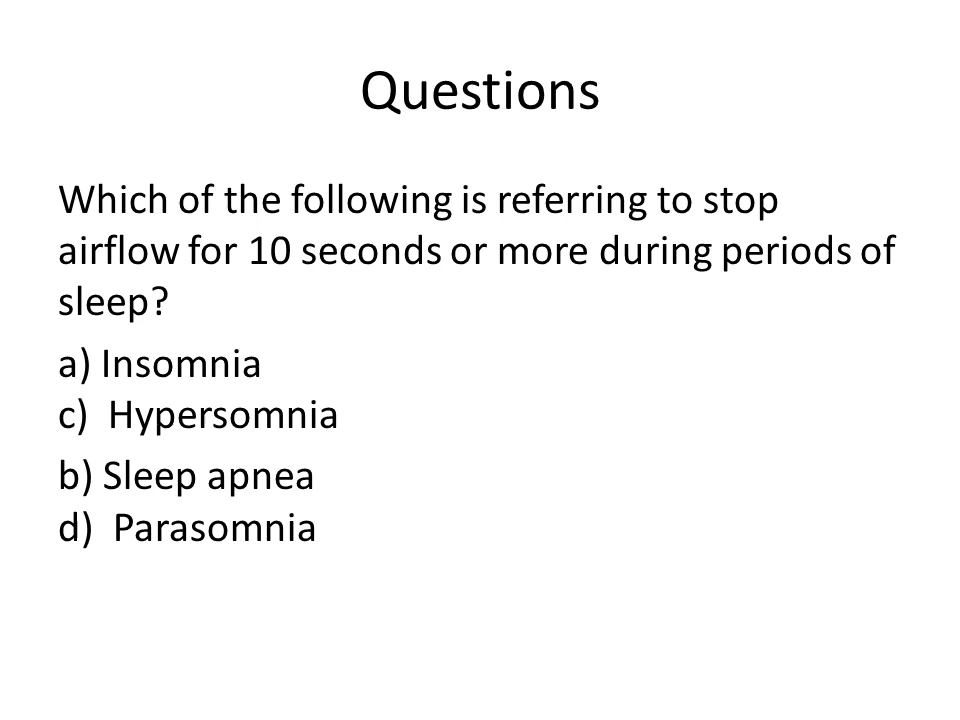 Questions
Which of the following is referring to stop
airflow for 10 seconds or more during periods of
sleep?
a) Insomnia
c)  Hypersomnia
b) Sleep apnea
d)  Parasomnia